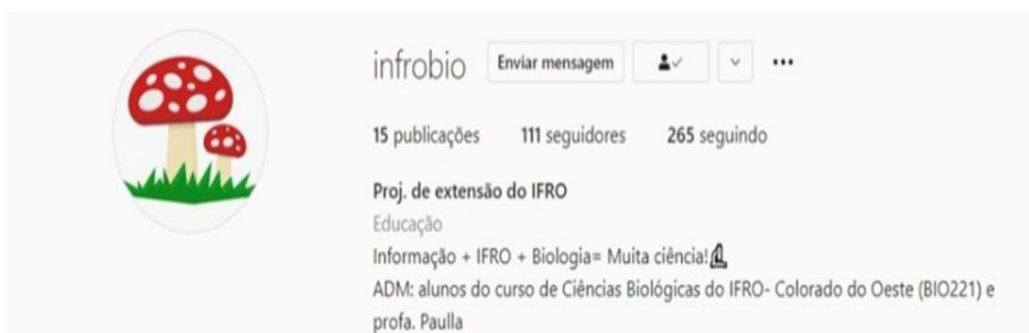 infrobio Enviar mensagem
15 publicações 111 seguidores 265 seguindo
Proj. de extensão do IFRO
Educação
Informação + IFRO + Biologia= Muita ciência!
ADM: alunos do curso de Ciências Biológicas do IFRO- Colorado do Oeste (BIO221) e
profa. Paulla